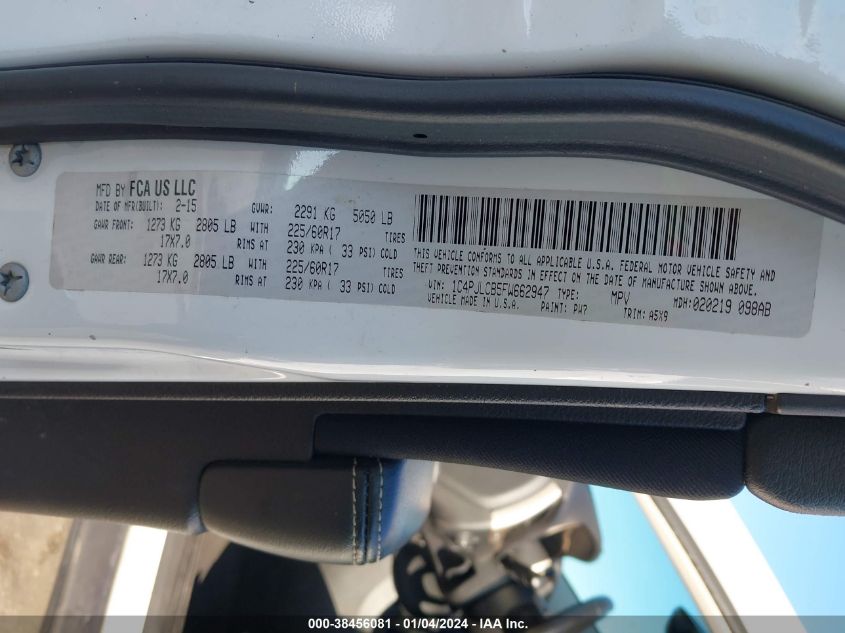 MFD BY FCA US LLC
DATE OF MFR(BUILT): 2-15 GVWR: 2291 KG 5050 LB
GAWR FRONT: 1273 KG 2805 LB WITH 225/60R17 TIRES
17X7.0 RIMS AT 230 KPA ( 33 PSI) COLD
GAWR REAR: 1273 KG 2805 LB WITH 225/60R17 TIRES
17X7.0 RIMS AT 230 KPA ( 33 PSI) COLD
THIS VEHICLE CONFORMS TO ALL APPLICABLE U.S.A. FEDERAL MOTOR VEHICLE SAFETY AND
THEFT PREVENTION STANDARDS IN EFFECT ON THE DATE OF MANUFACTURE SHOWN ABOVE.
VIN: 1C4PJLCB5FW662947 TYPE: MPV MDH:020219 098AB
VEHICLE MADE IN U.S.A. PAINT: PW7 TRIM: A5X9
000-38456081 - 01/04/2024 - IAA Inc.